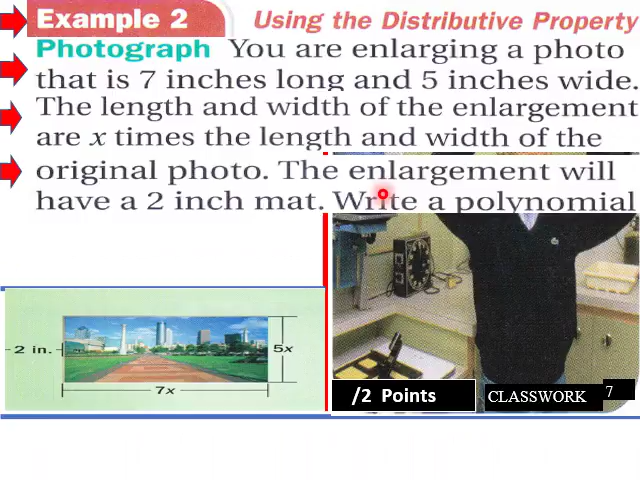 Example 2 Using the Distributive Property
Photograph You are enlarging a photo
that is 7 inches long and 5 inches wide.
The length and width of the enlargement
are x times the length and width of the
original photo. The enlargement will
have a 2 inch mat. Write a polynomial
2 in.
5x
7x
/2 Points
CLASSWORK 7